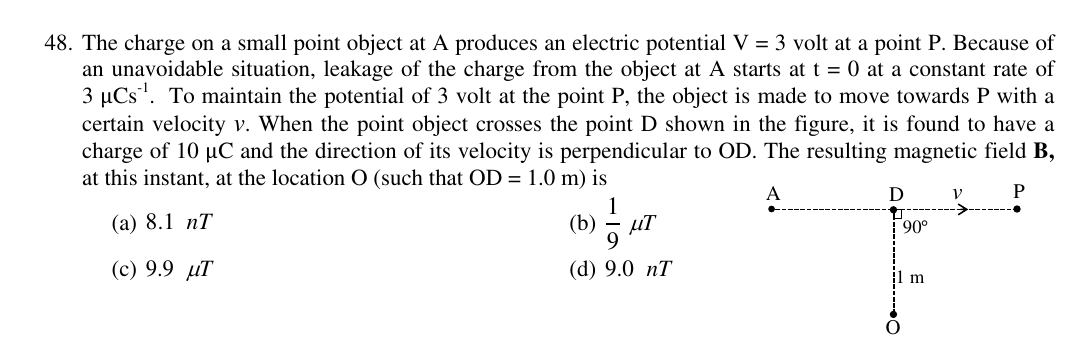 48. The charge on a small point object at A produces an electric potential V = 3 volt at a point P. Because of
an unavoidable situation, leakage of the charge from the object at A starts at t = 0 at a constant rate of
3 μCs⁻¹. To maintain the potential of 3 volt at the point P, the object is made to move towards P with a
certain velocity v. When the point object crosses the point D shown in the figure, it is found to have a
charge of 10 μC and the direction of its velocity is perpendicular to OD. The resulting magnetic field B,
at this instant, at the location O (such that OD = 1.0 m) is
(a) 8.1 nT
(b) 1/9 μT
(c) 9.9 μT
(d) 9.0 nT
A D v P
90°
1 m
O